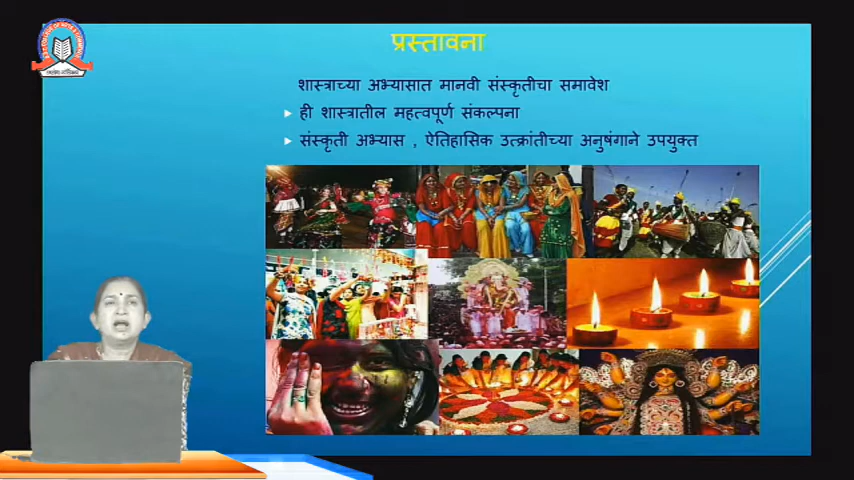 प्रस्तावना
शास्त्राच्या अभ्यासात मानवी संस्कृतीचा समावेश
ही शास्त्रातील महत्वपूर्ण संकल्पना
संस्कृती अभ्यास , ऐतिहासिक उत्क्रांतीच्या अनुषंगाने उपयुक्त